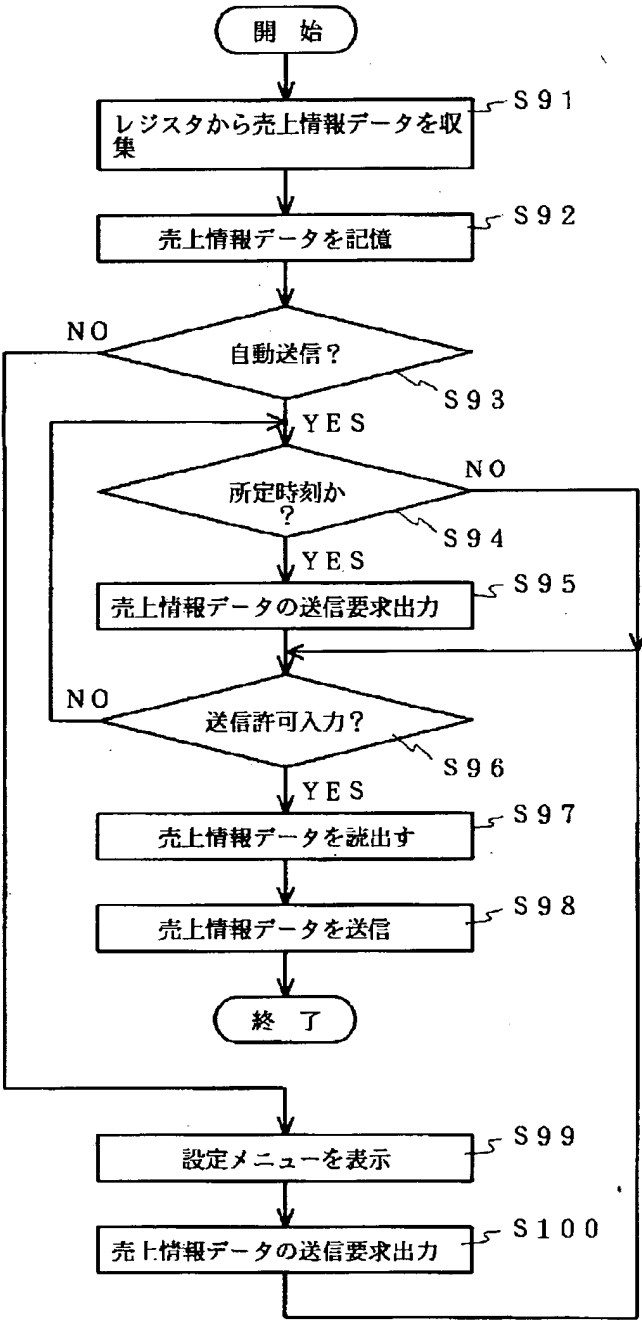 開 始
レジスタから売上情報データを収
集
S91
売上情報データを記憶
S92
自動送信?
NO
S93
YES
所定時刻か
?
NO
S94
YES
売上情報データの送信要求出力
S95
送信許可入力?
NO
S96
YES
売上情報データを読出す
S97
売上情報データを送信
S98
終 了
設定メニューを表示
S99
売上情報データの送信要求出力
S100